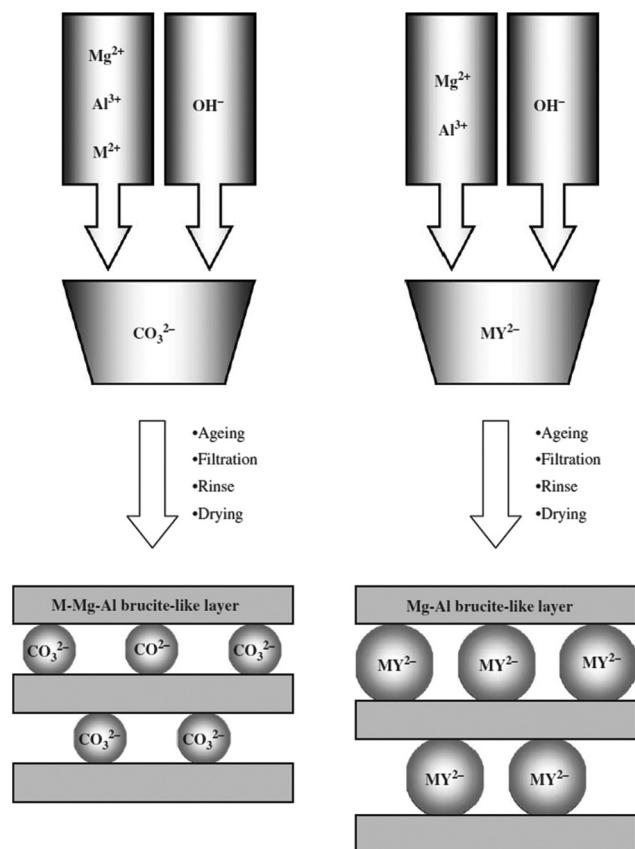 Mg²⁺
Al³⁺
M²⁺
OH⁻
CO₃²⁻
•Ageing
•Filtration
•Rinse
•Drying
M-Mg-Al brucite-like layer
CO₃²⁻ CO²⁻ CO₃²⁻
CO₃²⁻ CO₃²⁻
Mg²⁺
Al³⁺
OH⁻
MY²⁻
•Ageing
•Filtration
•Rinse
•Drying
Mg-Al brucite-like layer
MY²⁻ MY²⁻ MY²⁻
MY²⁻ MY²⁻